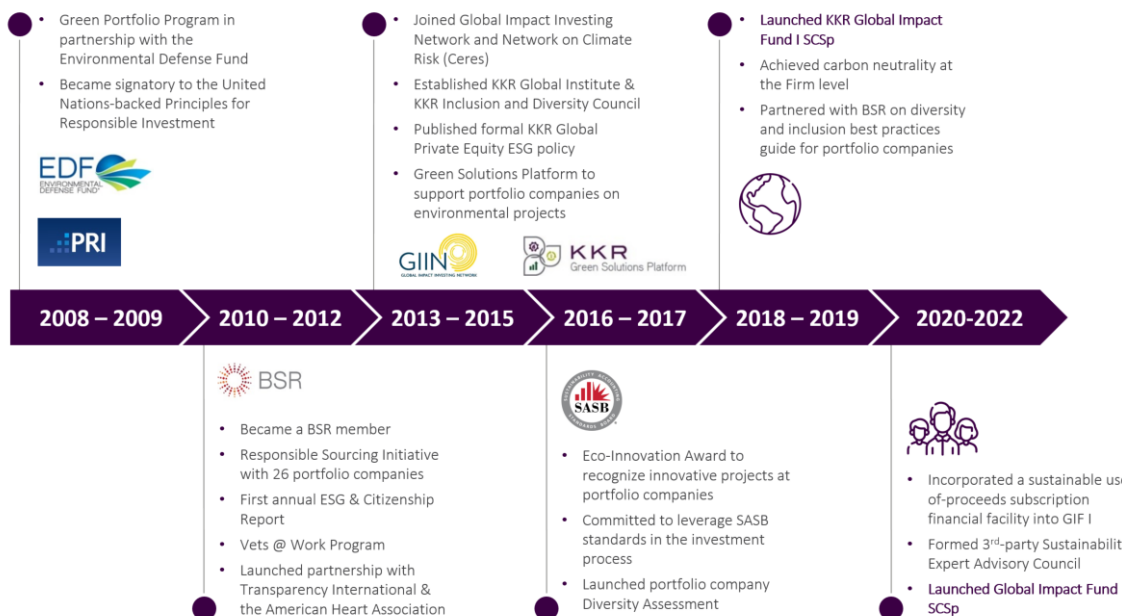 • Green Portfolio Program in
partnership with the
Environmental Defense Fund
• Became signatory to the United
Nations-backed Principles for
Responsible Investment
EDF
ENVIRONMENTAL
DEFENSE FUND
PRI
• Joined Global Impact Investing
Network and Network on Climate
Risk (Ceres)
• Established KKR Global Institute &
KKR Inclusion and Diversity Council
• Published formal KKR Global
Private Equity ESG policy
• Green Solutions Platform to
support portfolio companies on
environmental projects
GIIN
GLOBAL IMPACT INVESTING NETWORK
KKR
Green Solutions Platform
• Launched KKR Global Impact
Fund I SCSp
• Achieved carbon neutrality at
the Firm level
• Partnered with BSR on diversity
and inclusion best practices
guide for portfolio companies
2008 – 2009
2010 – 2012
2013 – 2015
2016 – 2017
2018 – 2019
2020-2022
BSR
• Became a BSR member
• Responsible Sourcing Initiative
with 26 portfolio companies
• First annual ESG & Citizenship
Report
• Vets @ Work Program
• Launched partnership with
Transparency International &
the American Heart Association
SUSTAINABILITY ACCOUNTING
SASB
STANDARDS BOARD
• Eco-Innovation Award to
recognize innovative projects at
portfolio companies
• Committed to leverage SASB
standards in the investment
process
• Launched portfolio company
Diversity Assessment
• Incorporated a sustainable us
of-proceeds subscription
financial facility into GIF I
• Formed 3rd-party Sustainabilit
Expert Advisory Council
• Launched Global Impact Fund
SCSp